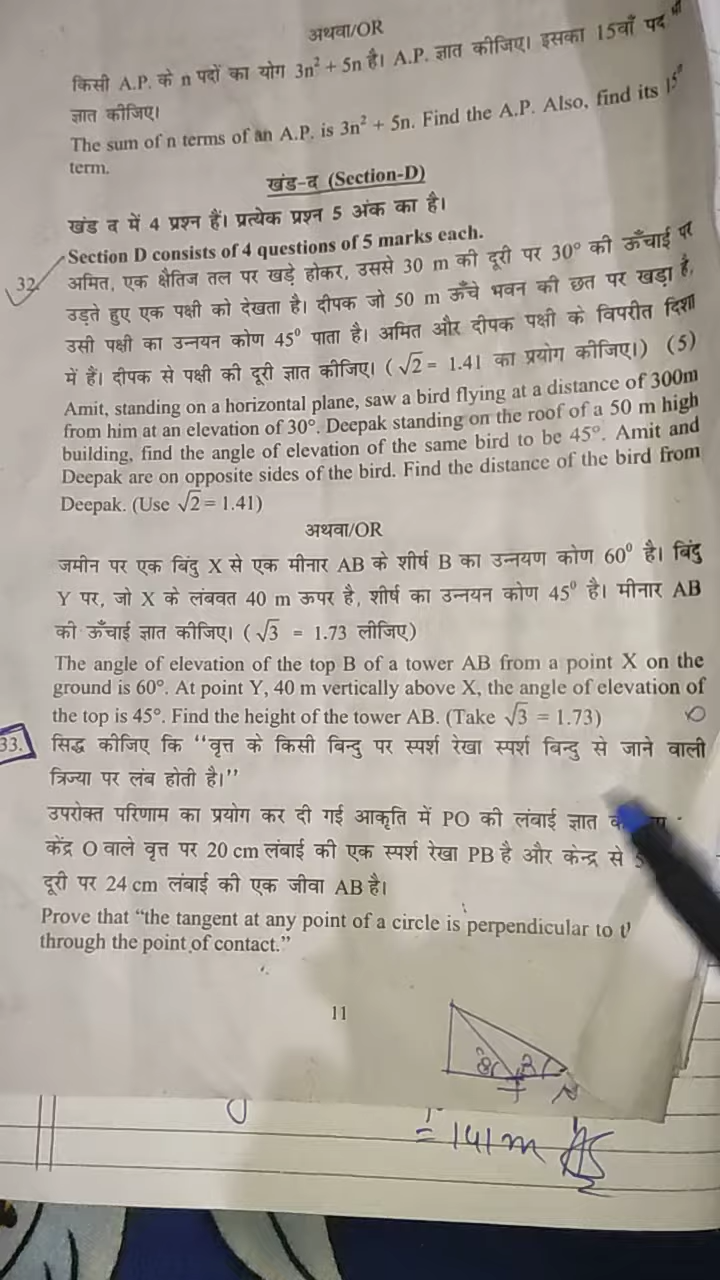 अथवा/OR
किसी A.P. के n पदों का योग 3n² + 5n है। A.P. ज्ञात कीजिए। इसका 15वाँ पद भी
ज्ञात कीजिए।
The sum of n terms of an A.P. is 3n² + 5n. Find the A.P. Also, find its 15⁰
term.
खंड-द (Section-D)
खंड द में 4 प्रश्न हैं। प्रत्येक प्रश्न 5 अंक का है।
Section D consists of 4 questions of 5 marks each.
32. अमित, एक क्षैतिज तल पर खड़े होकर, उससे 30 m की दूरी पर 30° की ऊँचाई पर
उड़ते हुए एक पक्षी को देखता है। दीपक जो 50 m ऊँचे भवन की छत पर खड़ा है,
उसी पक्षी का उन्नयन कोण 45⁰ पाता है। अमित और दीपक पक्षी के विपरीत दिशा
में हैं। दीपक से पक्षी की दूरी ज्ञात कीजिए। ( √2 = 1.41 का प्रयोग कीजिए।) (5)
Amit, standing on a horizontal plane, saw a bird flying at a distance of 300m
from him at an elevation of 30°. Deepak standing on the roof of a 50 m high
building, find the angle of elevation of the same bird to be 45°. Amit and
Deepak are on opposite sides of the bird. Find the distance of the bird from
Deepak. (Use √2 = 1.41)
अथवा/OR
जमीन पर एक बिंदु X से एक मीनार AB के शीर्ष B का उन्नयण कोण 60⁰ है। बिंदु
Y पर, जो X के लंबवत 40 m ऊपर है, शीर्ष का उन्नयन कोण 45⁰ है। मीनार AB
की ऊँचाई ज्ञात कीजिए। ( √3 = 1.73 लीजिए)
The angle of elevation of the top B of a tower AB from a point X on the
ground is 60°. At point Y, 40 m vertically above X, the angle of elevation of
the top is 45°. Find the height of the tower AB. (Take √3 = 1.73)
33. सिद्ध कीजिए कि “वृत्त के किसी बिन्दु पर स्पर्श रेखा स्पर्श बिन्दु से जाने वाली
त्रिज्या पर लंब होती है।”
उपरोक्त परिणाम का प्रयोग कर दी गई आकृति में PO की लंबाई ज्ञात
केंद्र O वाले वृत्त पर 20 cm लंबाई की एक स्पर्श रेखा PB है और केन्द्र से 5
दूरी पर 24 cm लंबाई की एक जीवा AB है।
Prove that “the tangent at any point of a circle is perpendicular to
through the point of contact.”
11
= 141 m